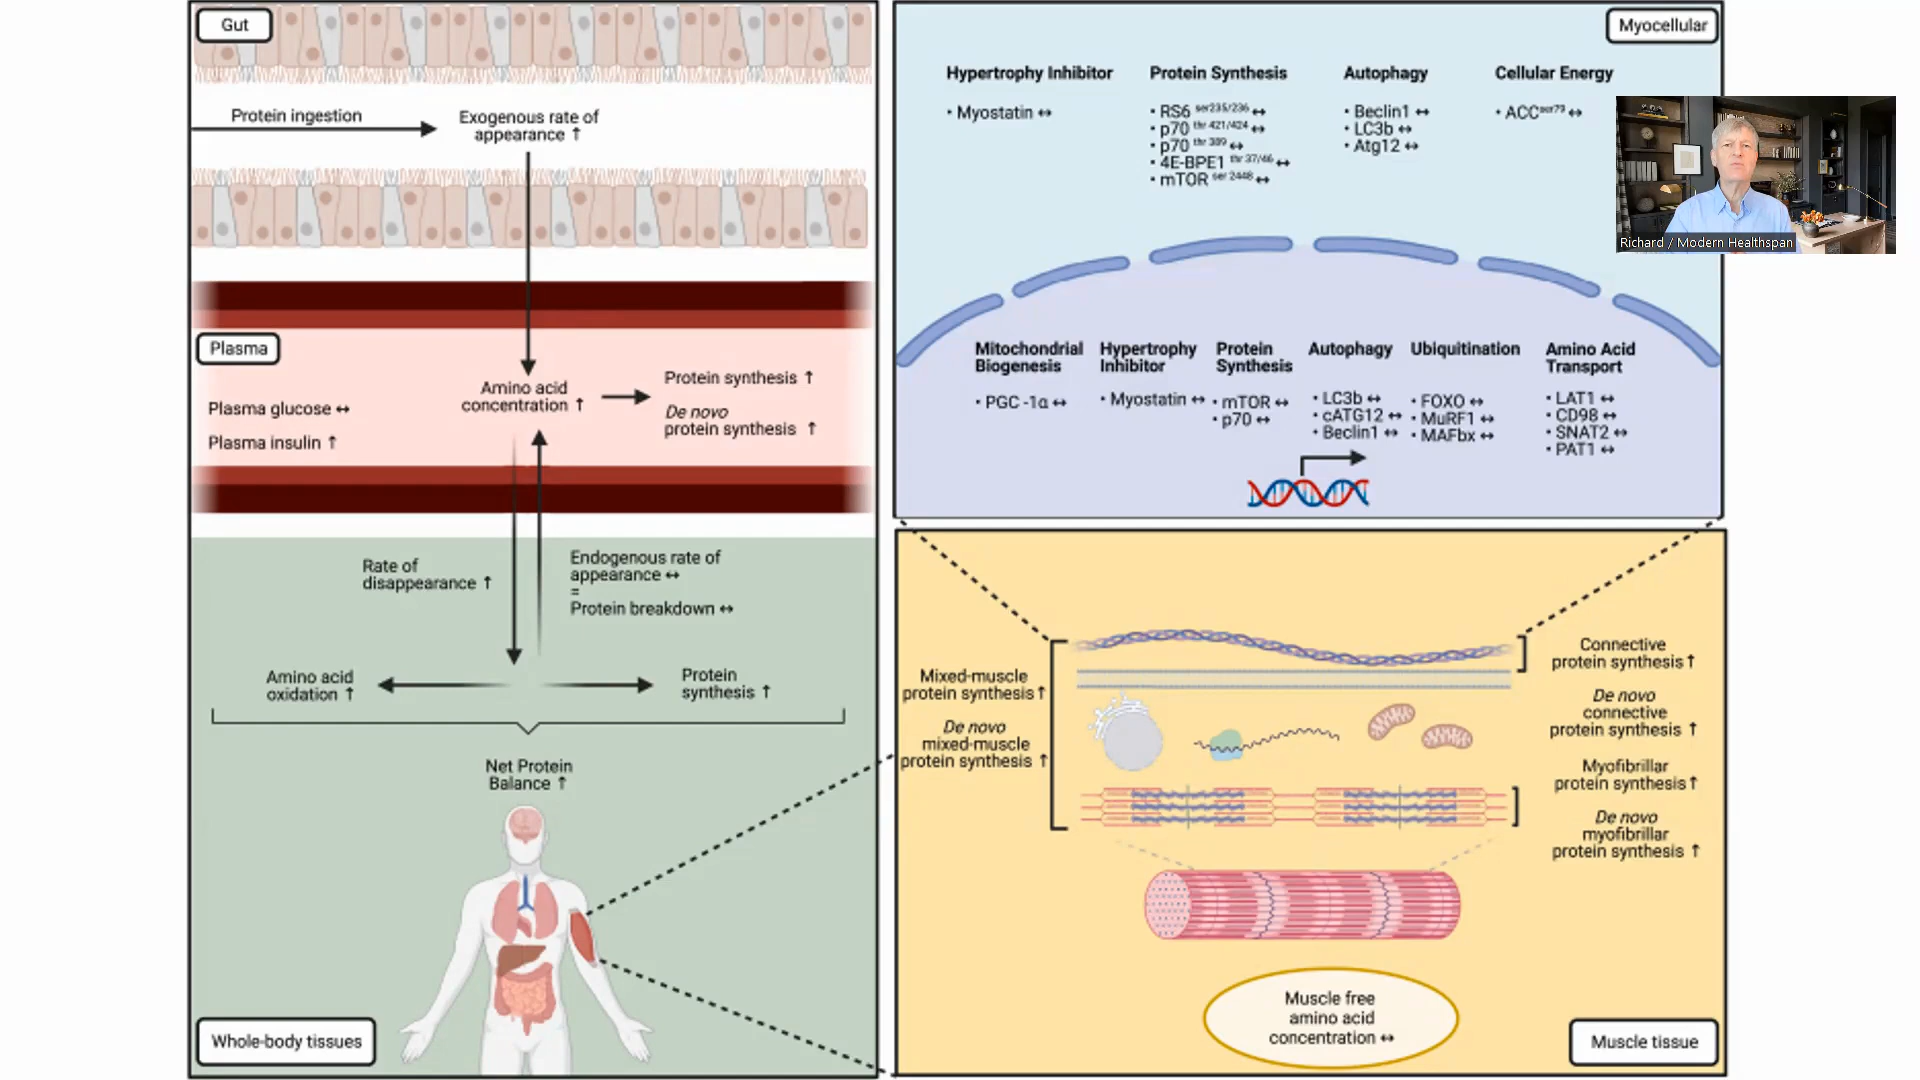 Gut
Protein ingestion
Exogenous rate of
appearance ↑
Plasma
Plasma glucose ↔
Plasma insulin ↑
Amino acid
concentration ↑
Protein synthesis ↑
De novo
protein synthesis ↑
Rate of
disappearance ↑
Endogenous rate of
appearance ↔
=
Protein breakdown ↔
Amino acid
oxidation ↑
Protein
synthesis ↑
Net Protein
Balance ↑
Whole-body tissues
Myocellular
Hypertrophy Inhibitor
• Myostatin ↔
Protein Synthesis
• RS6 ser235/236 ↔
• p70 thr 421/424 ↔
• p70 thr 389 ↔
• 4E-BPE1 thr 37/46 ↔
• mTOR ser 2448 ↔
Autophagy
• Beclin1 ↔
• LC3b ↔
• Atg12 ↔
Cellular Energy
• ACCser79 ↔
Richard / Modern Healthspan
Mitochondrial
Biogenesis
• PGC -1α ↔
Hypertrophy
Inhibitor
• Myostatin ↔
Protein
Synthesis
• mTOR ↔
• p70 ↔
Autophagy
• LC3b ↔
• cATG12 ↔
• Beclin1 ↔
Ubiquitination
• FOXO ↔
• MuRF1 ↔
• MAFbx ↔
Amino Acid
Transport
• LAT1 ↔
• CD98 ↔
• SNAT2 ↔
• PAT1 ↔
Mixed-muscle
protein synthesis ↑
De novo
mixed-muscle
protein synthesis ↑
Connective
protein synthesis ↑
De novo
connective
protein synthesis ↑
Myofibrillar
protein synthesis ↑
De novo
myofibrillar
protein synthesis ↑
Muscle free
amino acid
concentration ↔
Muscle tissue